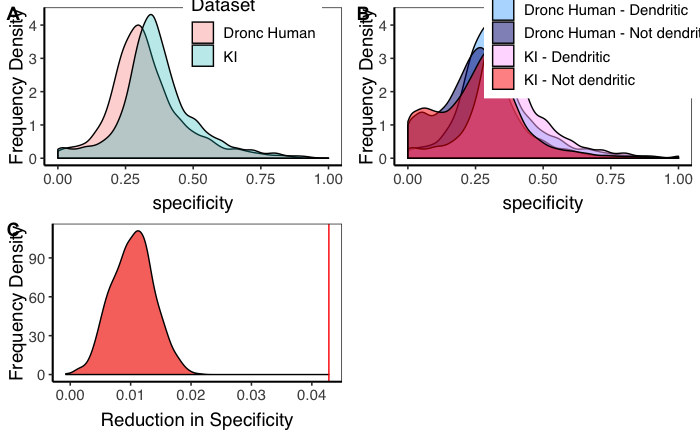 A
Dataset
Dronc Human
KI
Frequency Density
4
3
2
1
0
0.00 0.25 0.50 0.75 1.00
specificity
B
Dronc Human - Dendritic
Dronc Human - Not dendrit
KI - Dendritic
KI - Not dendritic
Frequency Density
4
3
2
1
0
0.00 0.25 0.50 0.75 1.00
specificity
C
Frequency Density
90
60
30
0
0.00 0.01 0.02 0.03 0.04
Reduction in Specificity